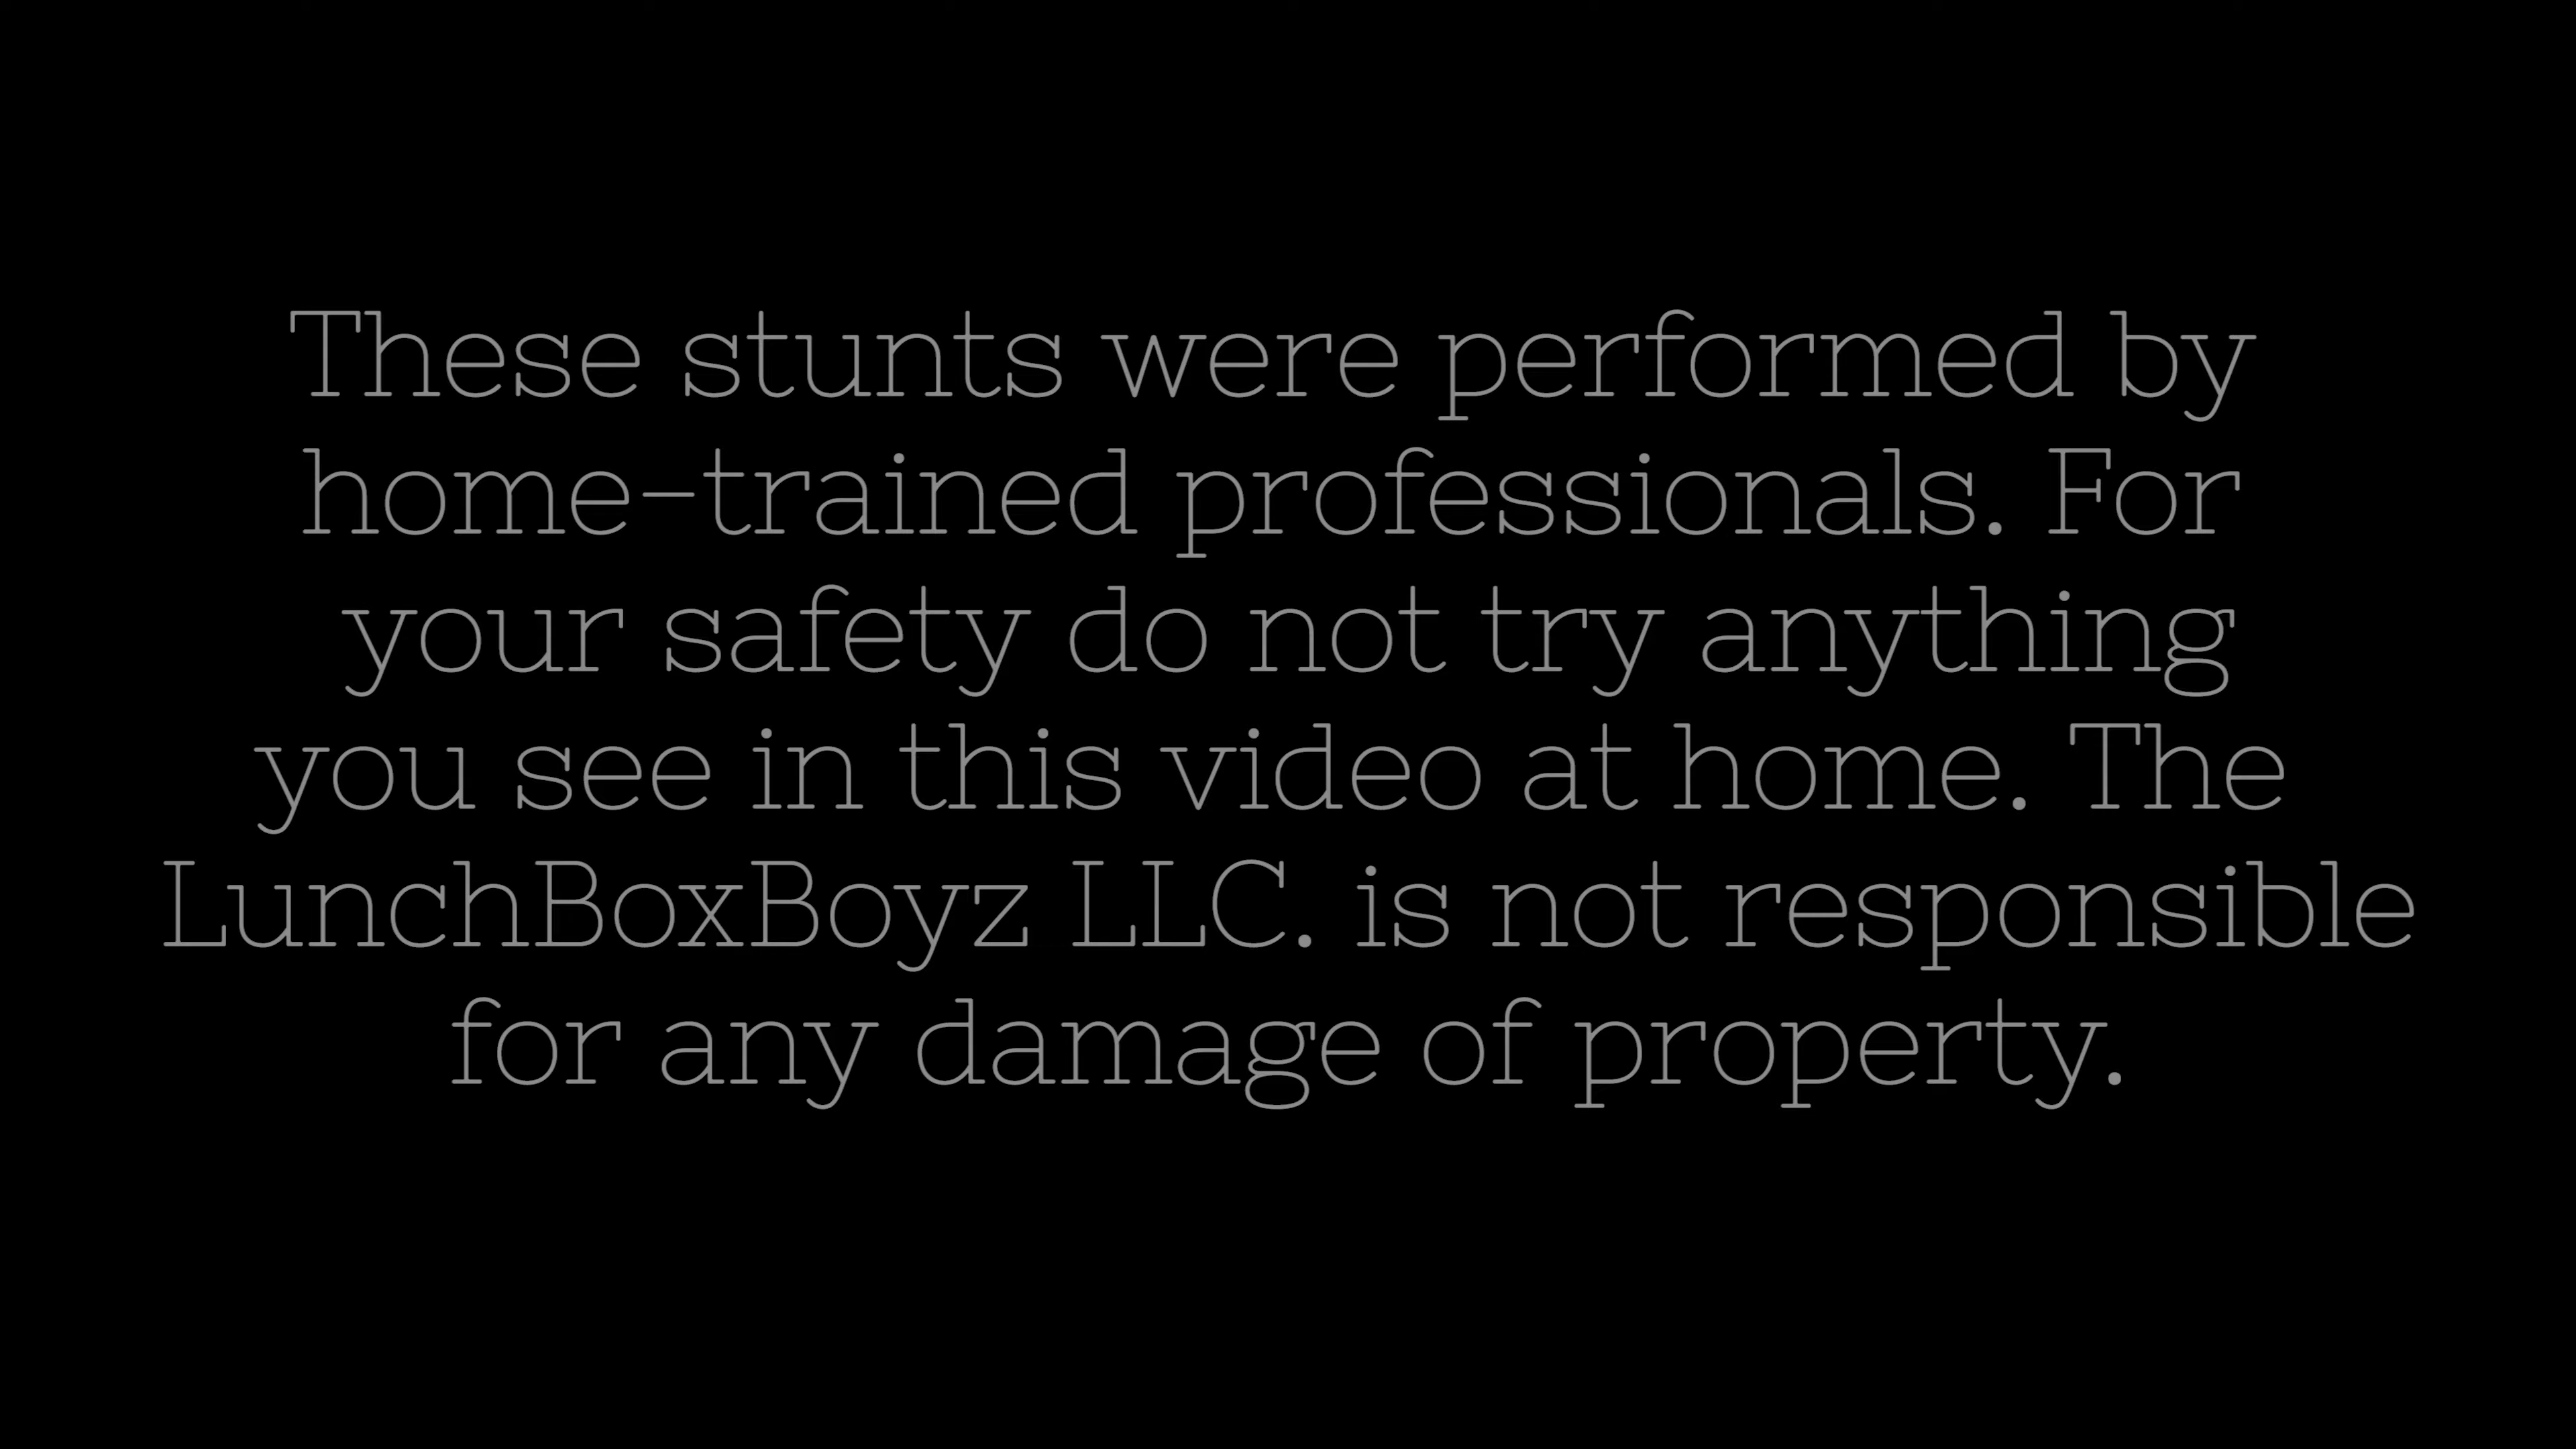 These stunts were performed by
home-trained professionals. For
your safety do not try anything
you see in this video at home. The
LunchBoxBoyz LLC. is not responsible
for any damage of property.